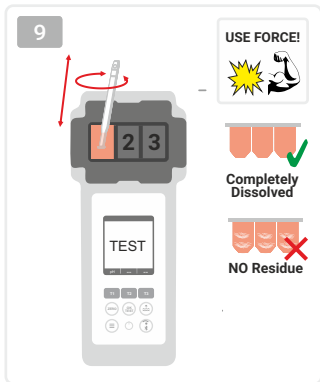 9
USE FORCE!
2 3
Completely
Dissolved
TEST
NO Residue